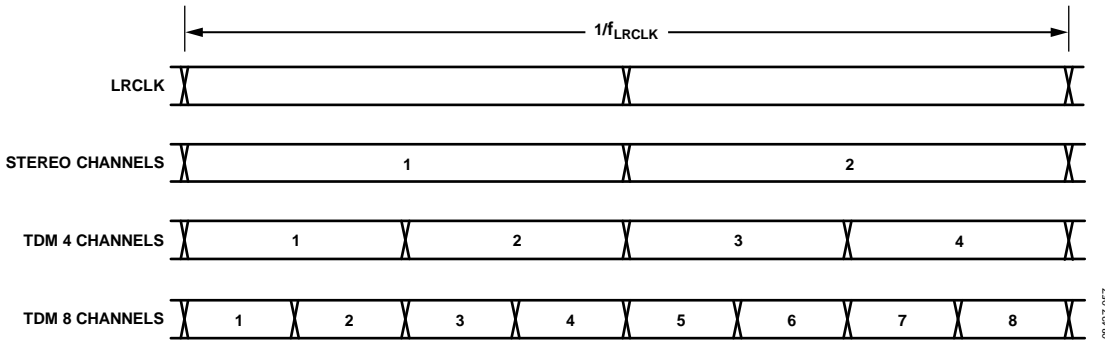 1/fLRCLK
LRCLK
STEREO CHANNELS 1 2
TDM 4 CHANNELS 1 2 3 4
TDM 8 CHANNELS 1 2 3 4 5 6 7 8